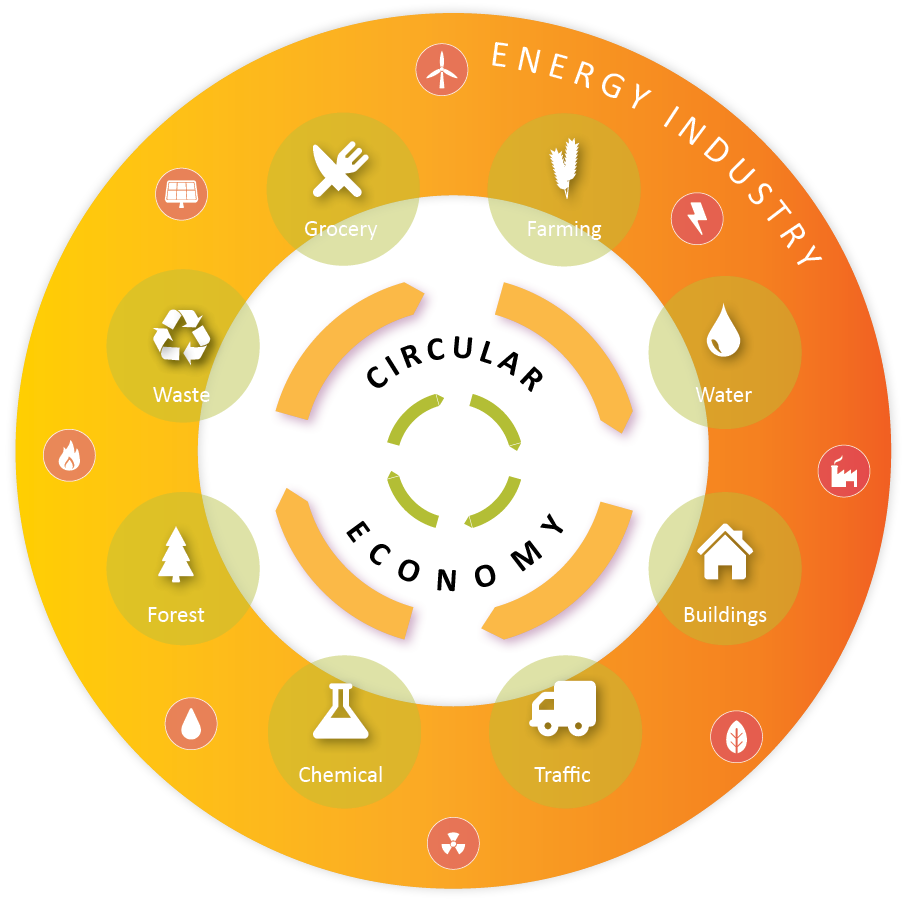 ENERGY INDUSTRY
Grocery
Farming
Waste
Water
CIRCULAR
ECONOMY
Forest
Buildings
Chemical
Traffic